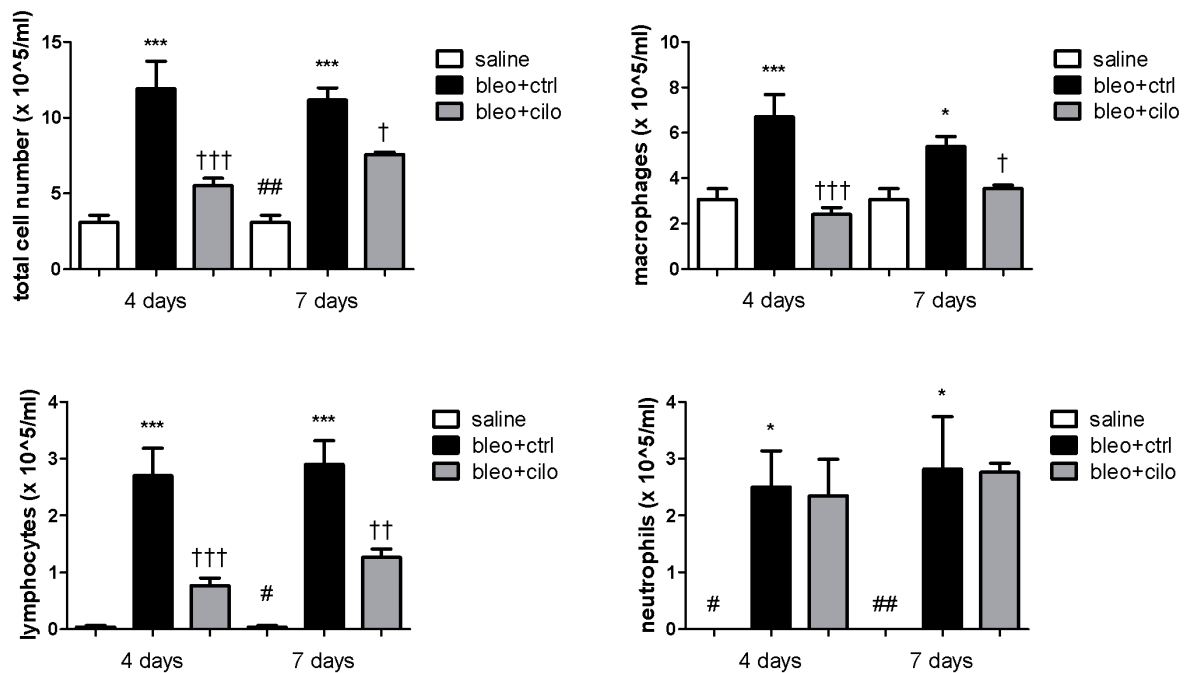 total cell number (x 10^5/ml)
15
10
5
0
***
†††
##
***
†
4 days
7 days
saline
bleo+ctrl
bleo+cilo
macrophages (x 10^5/ml)
10
8
6
4
2
0
***
†††
*
†
4 days
7 days
saline
bleo+ctrl
bleo+cilo
lymphocytes (x 10^5/ml)
4
3
2
1
0
***
†††
#
***
††
4 days
7 days
saline
bleo+ctrl
bleo+cilo
neutrophils (x 10^5/ml)
4
3
2
1
0
#
*
##
*
4 days
7 days
saline
bleo+ctrl
bleo+cilo